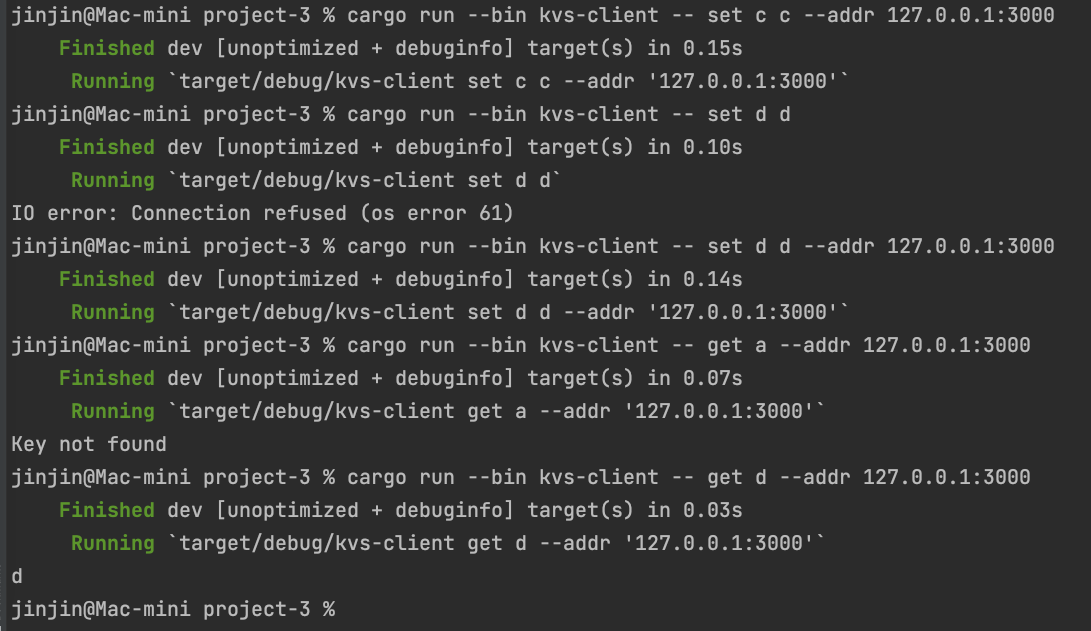 jinjin@Mac-mini project-3 % cargo run --bin kvs-client -- set c c --addr 127.0.0.1:3000
    Finished dev [unoptimized + debuginfo] target(s) in 0.15s
     Running `target/debug/kvs-client set c c --addr '127.0.0.1:3000'`
jinjin@Mac-mini project-3 % cargo run --bin kvs-client -- set d d
    Finished dev [unoptimized + debuginfo] target(s) in 0.10s
     Running `target/debug/kvs-client set d d`
IO error: Connection refused (os error 61)
jinjin@Mac-mini project-3 % cargo run --bin kvs-client -- set d d --addr 127.0.0.1:3000
    Finished dev [unoptimized + debuginfo] target(s) in 0.14s
     Running `target/debug/kvs-client set d d --addr '127.0.0.1:3000'`
jinjin@Mac-mini project-3 % cargo run --bin kvs-client -- get a --addr 127.0.0.1:3000
    Finished dev [unoptimized + debuginfo] target(s) in 0.07s
     Running `target/debug/kvs-client get a --addr '127.0.0.1:3000'`
Key not found
jinjin@Mac-mini project-3 % cargo run --bin kvs-client -- get d --addr 127.0.0.1:3000
    Finished dev [unoptimized + debuginfo] target(s) in 0.03s
     Running `target/debug/kvs-client get d --addr '127.0.0.1:3000'`
d
jinjin@Mac-mini project-3 %